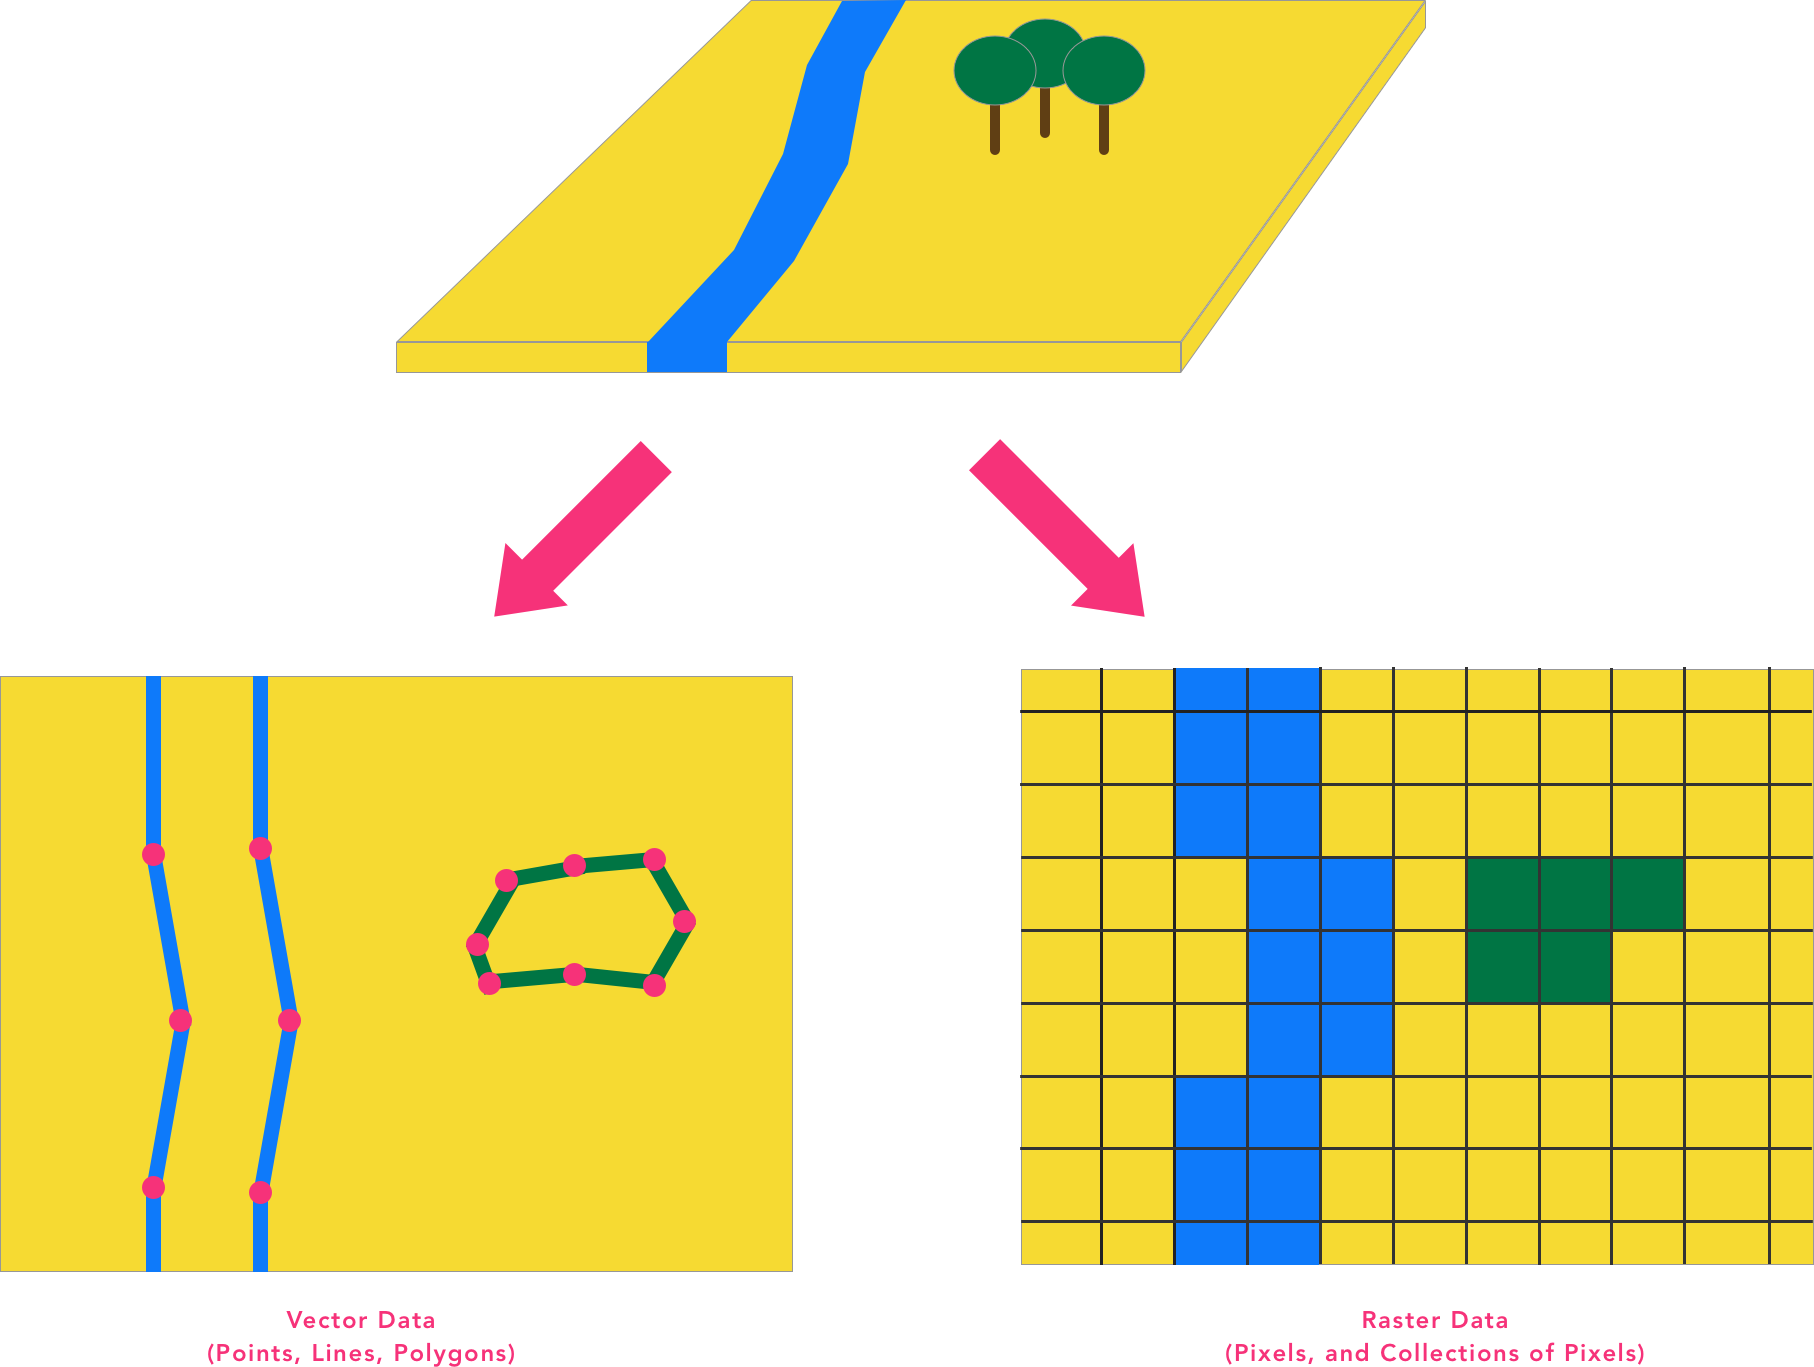 Vector Data
(Points, Lines, Polygons)
Raster Data
(Pixels, and Collections of Pixels)